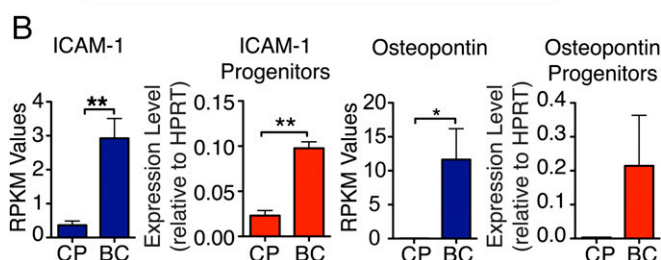 B
ICAM-1
RPKM Values
4
3
2
1
0
**
CP BC
ICAM-1
Progenitors
Expression Level
(relative to HPRT)
0.15
0.10
0.05
0.00
**
CP BC
Osteopontin
RPKM Values
20
15
10
5
0
*
CP BC
Osteopontin
Progenitors
Expression Level
(relative to HPRT)
0.4
0.3
0.2
0.1
0.0
CP BC